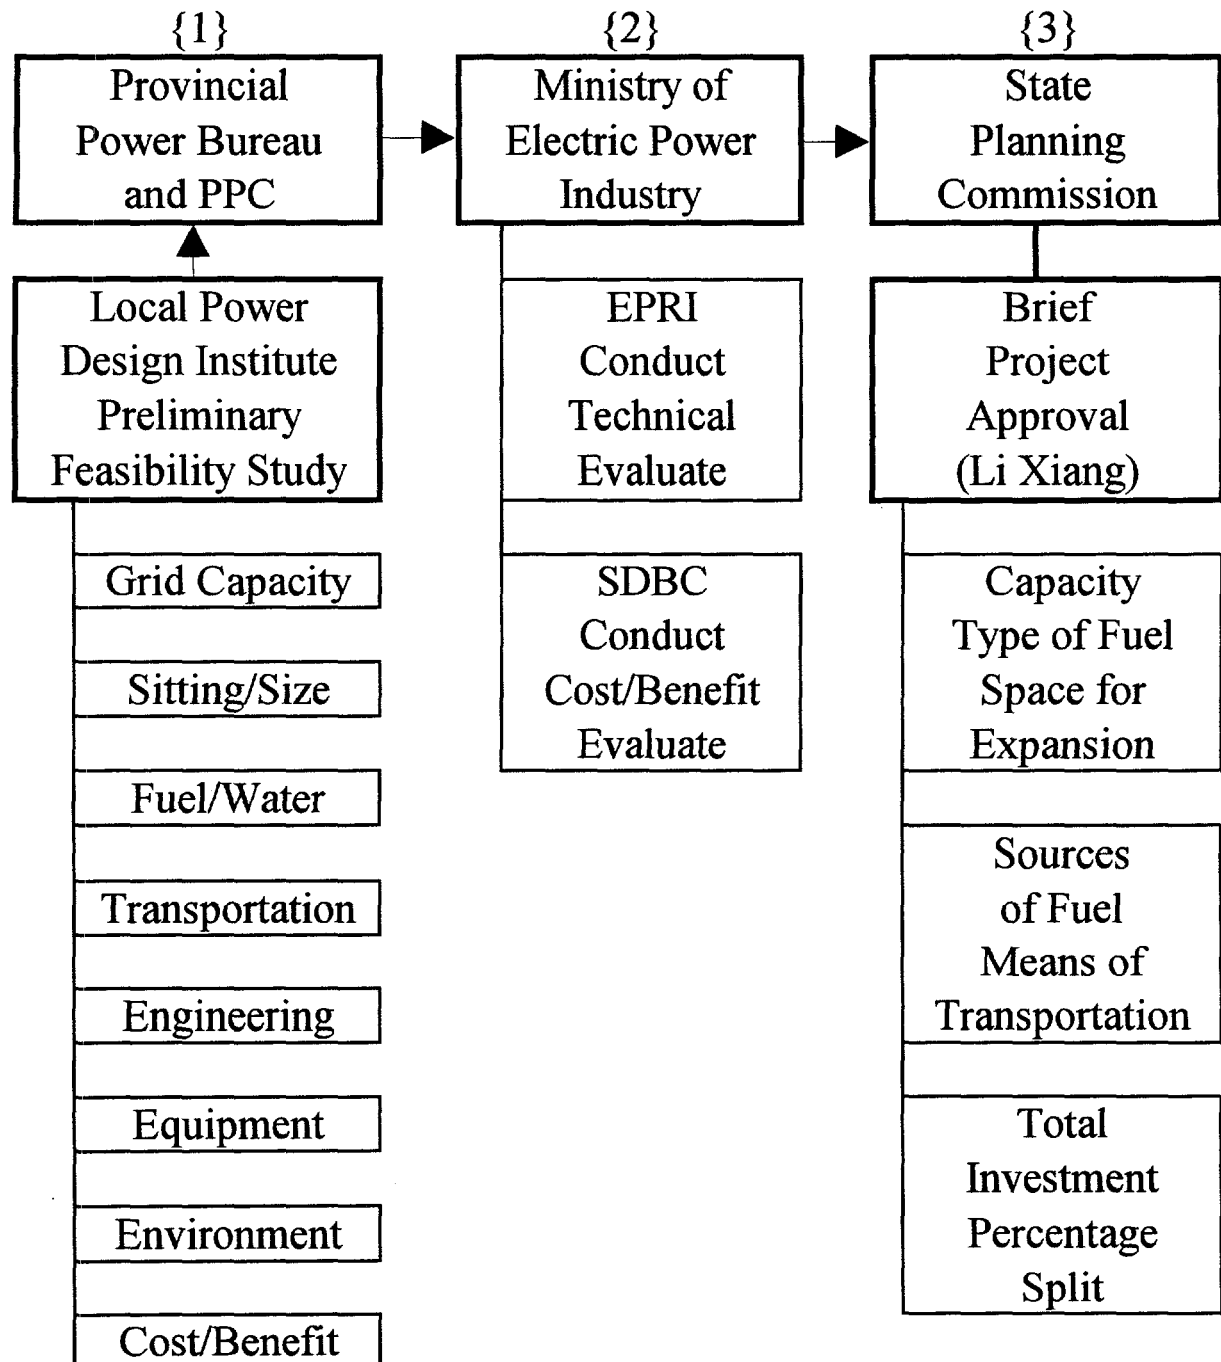 {1}
Provincial
Power Bureau
and PPC
Local Power
Design Institute
Preliminary
Feasibility Study
Grid Capacity
Sitting/Size
Fuel/Water
Transportation
Engineering
Equipment
Environment
Cost/Benefit
{2}
Ministry of
Electric Power
Industry
EPRI
Conduct
Technical
Evaluate
SDBC
Conduct
Cost/Benefit
Evaluate
{3}
State
Planning
Commission
Brief
Project
Approval
(Li Xiang)
Capacity
Type of Fuel
Space for
Expansion
Sources
of Fuel
Means of
Transportation
Total
Investment
Percentage
Split